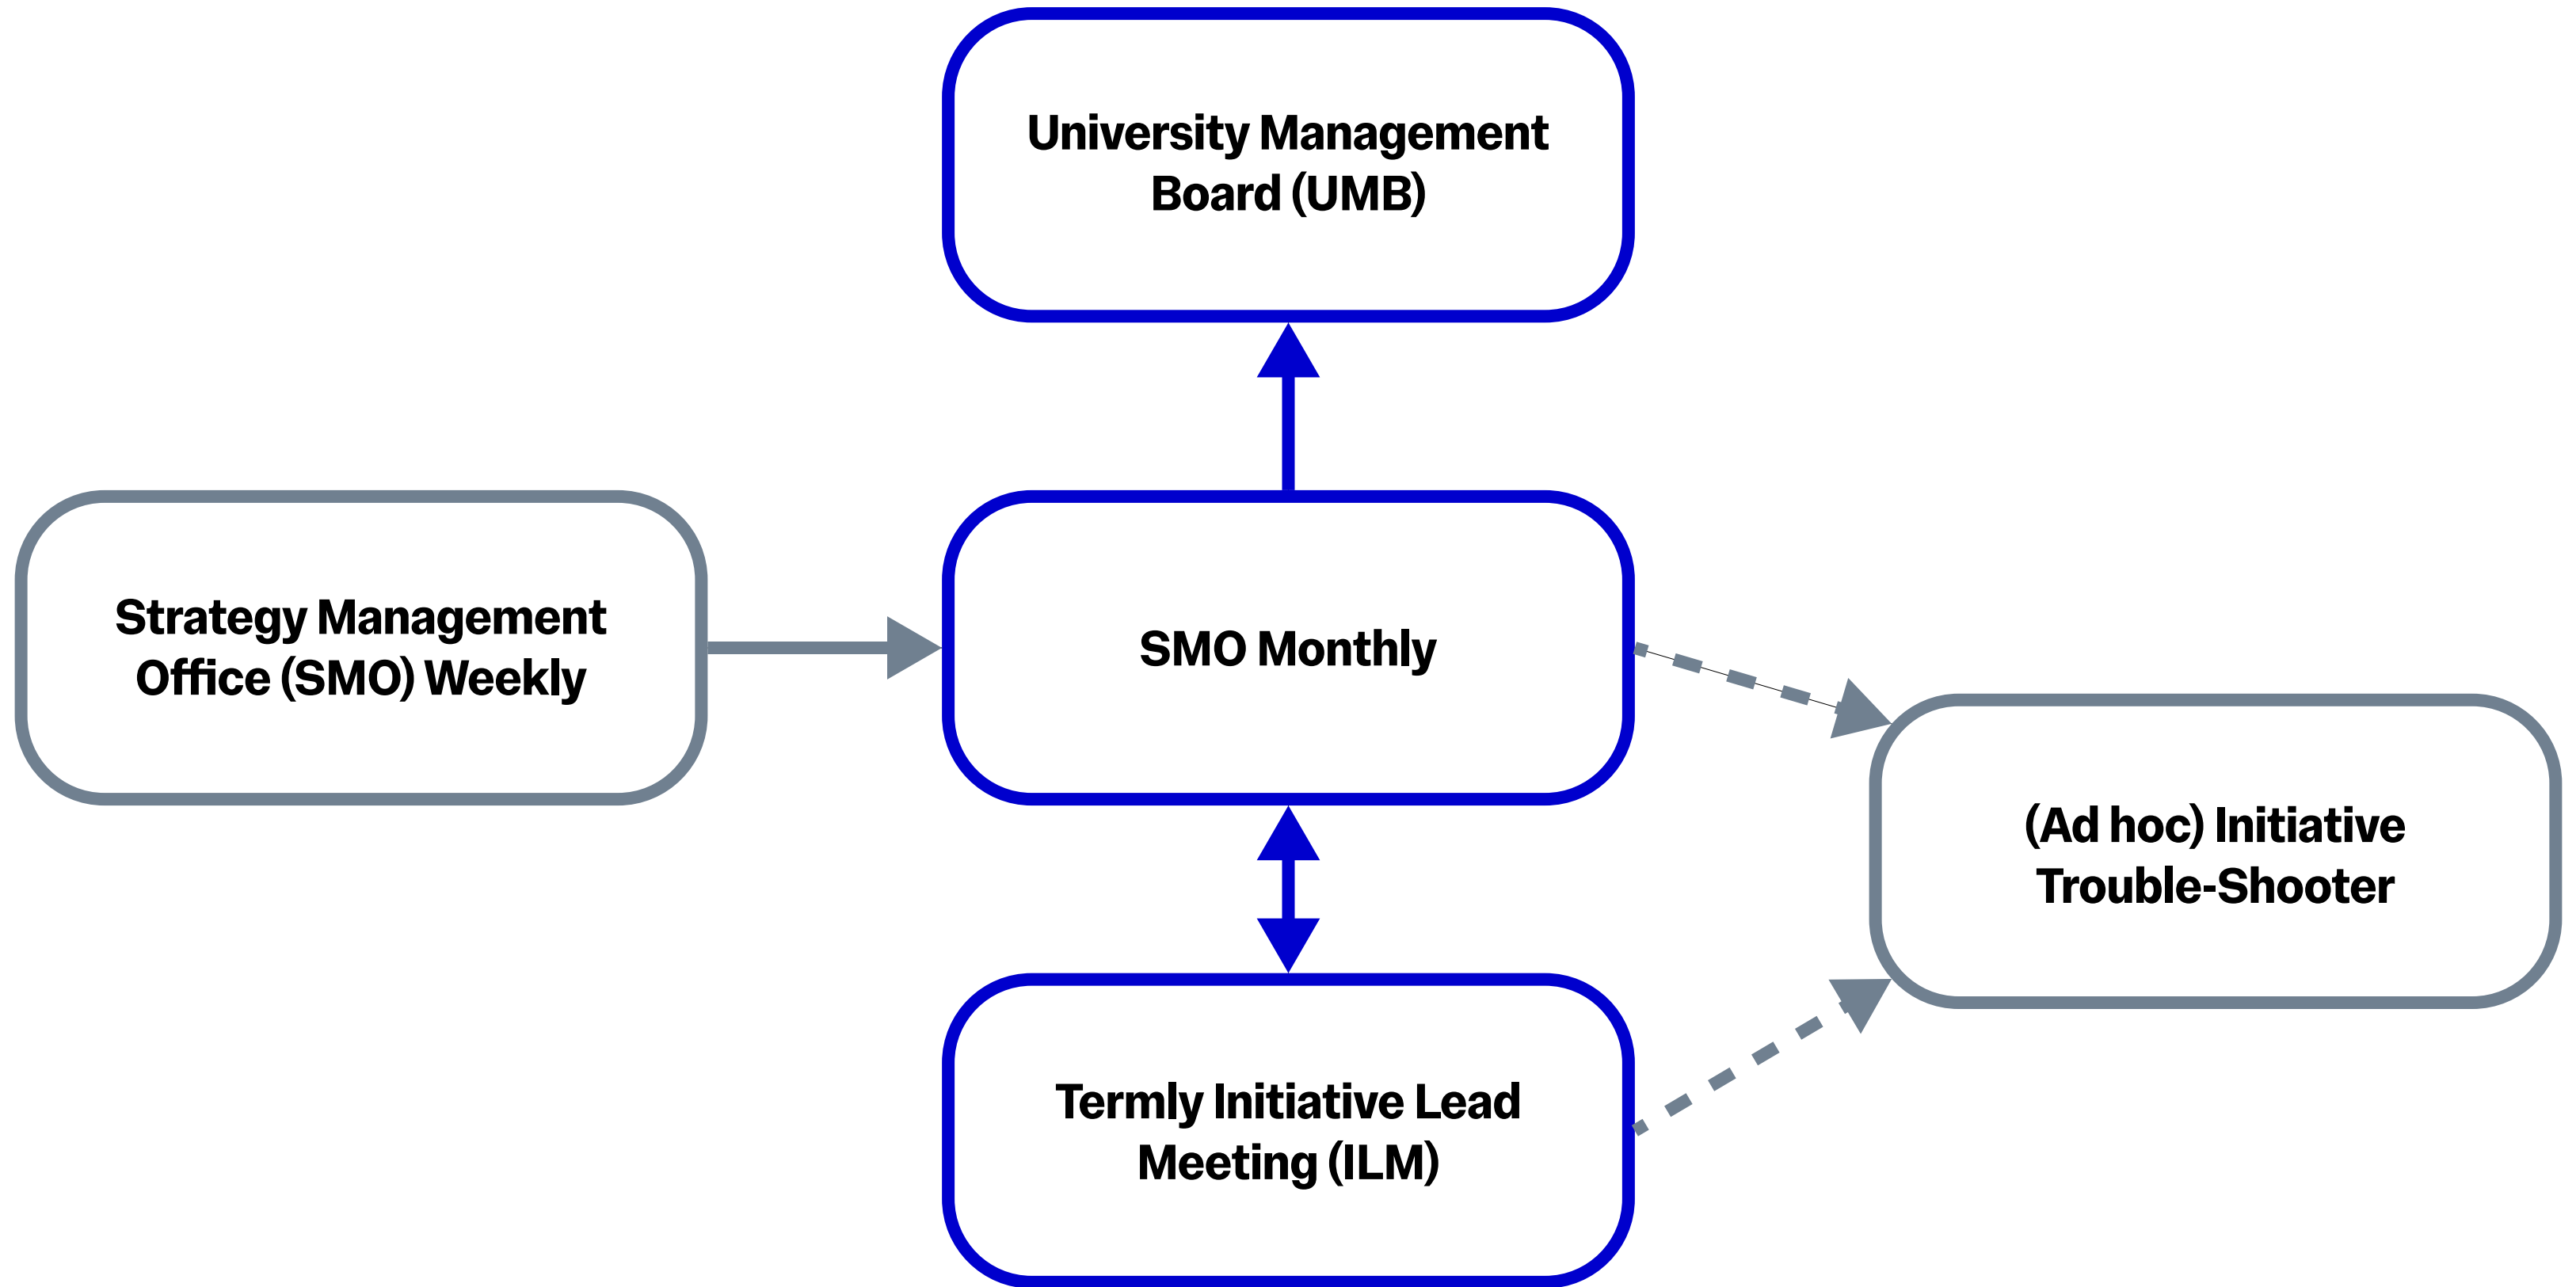 University Management
Board (UMB)
Strategy Management
Office (SMO) Weekly
SMO Monthly
(Ad hoc) Initiative
Trouble-Shooter
Termly Initiative Lead
Meeting (ILM)